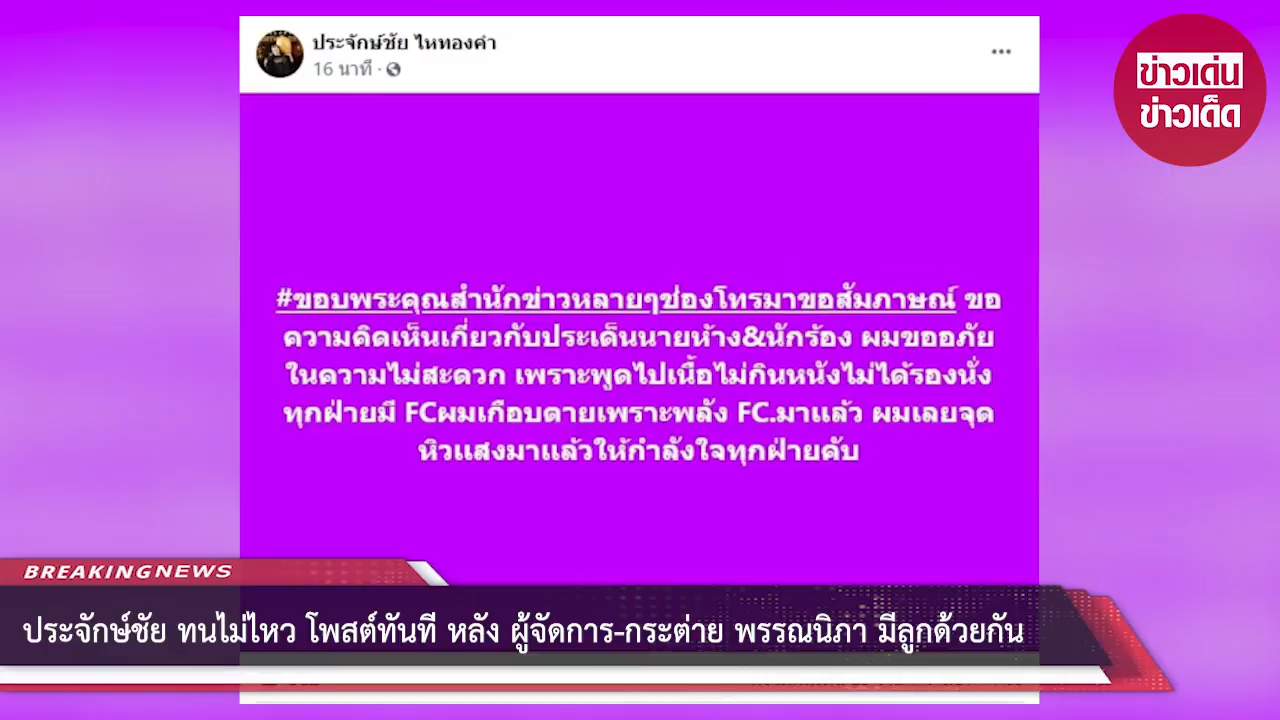 ประจักษ์ชัย ไหทองคำ
16 นาที ·
ข่าวเด่น
ข่าวเด็ด
#ขอบพระคุณสำนักข่าวหลายๆช่องโทรมาขอสัมภาษณ์ ขอ
ความคิดเห็นเกี่ยวกับประเด็นนายห้าง&นักร้อง ผมขออภัย
ในความไม่สะดวก เพราะพูดไปเนื้อไม่กินหนังไม่ได้รองนั่ง
ทุกฝ่ายมี FCผมเกือบตายเพราะพลัง FC.มาแล้ว ผมเลยจุด
หิวแสงมาแล้วให้กำลังใจทุกฝ่ายคับ
BREAKINGNEWS
ประจักษ์ชัย ทนไม่ไหว โพสต์ทันที หลัง ผู้จัดการ-กระต่าย พรรณนิภา มีลูกด้วยกัน